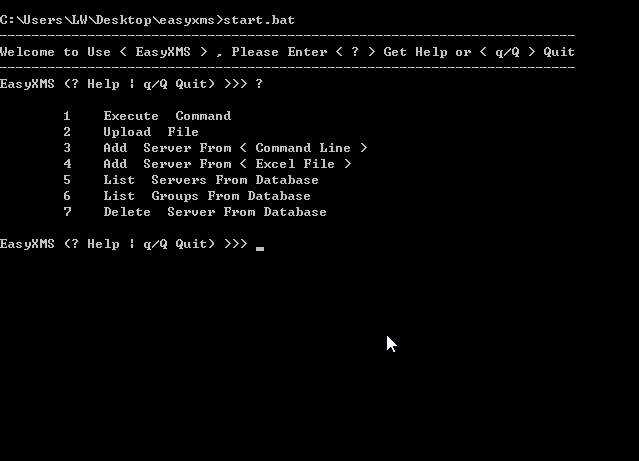 C:\Users\LW\Desktop\easyxms>start.bat
------------------------------------------------------------------------
Welcome to Use < EasyXMS > , Please Enter < ? > Get Help or < q/Q > Quit
------------------------------------------------------------------------
EasyXMS (? Help | q/Q Quit) >>> ?
1    Execute  Command
2    Upload  File
3    Add  Server From < Command Line >
4    Add  Server From < Excel File >
5    List  Servers From Database
6    List  Groups From Database
7    Delete  Server From Database
EasyXMS (? Help | q/Q Quit) >>> _